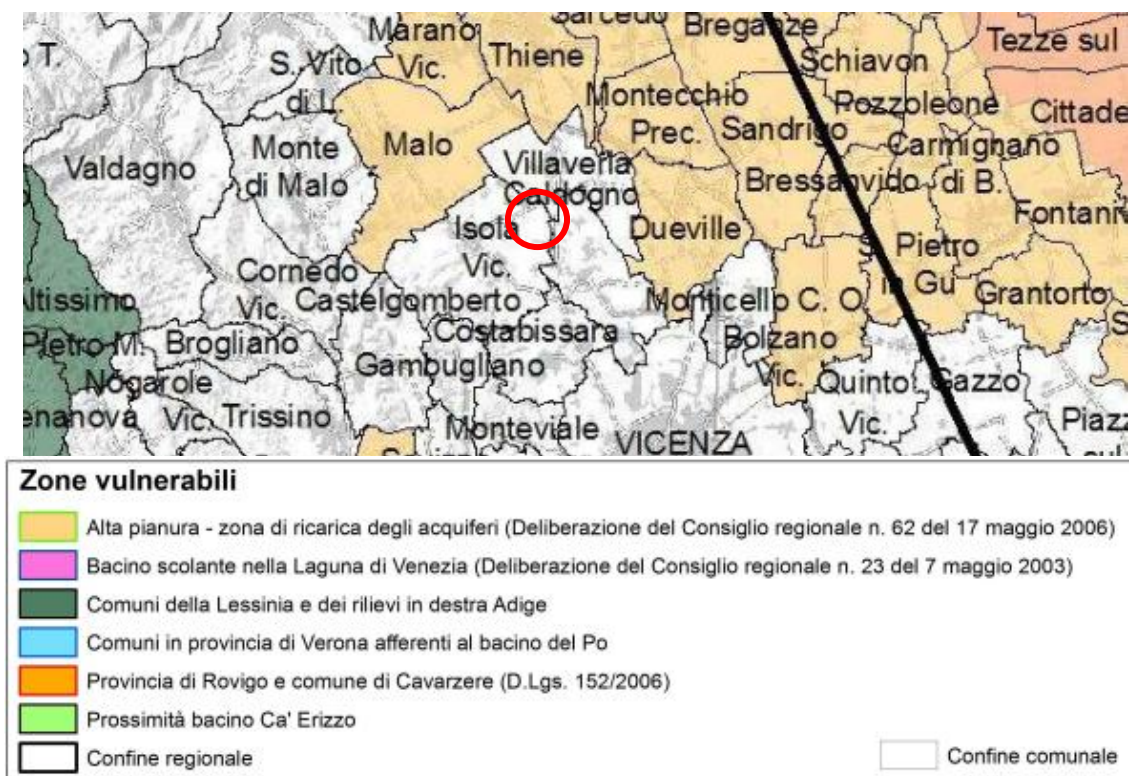 Sarcedo
Breganze
Marano
Vic.
Thiene
Tezze sul
T.
S. Vito
di L.
Schiavon
Montecchio
Prec.
Pozzoleone
Cittade
Malo
Sandrigo
Monte
di Malo
Valdagno
Villaverla
Carmignano
di B.
Caldogno
Bressanvido
Isola
Vic.
Dueville
Fontani
S. Pietro
in Gu
Cornedo
Vic.
Altissimo
Castelgomberto
Monticello C. O.
Grantorto
S
Pietro M.
Brogliano
Costabissara
Bolzano
Vic.
Gambugliano
Nogarole
Vic.
Quinto
Vic.
Gazzo
enanova
Trissino
Monteviale
Piazz
VICENZA
Zone vulnerabili
Alta pianura - zona di ricarica degli acquiferi (Deliberazione del Consiglio regionale n. 62 del 17 maggio 2006)
Bacino scolante nella Laguna di Venezia (Deliberazione del Consiglio regionale n. 23 del 7 maggio 2003)
Comuni della Lessinia e dei rilievi in destra Adige
Comuni in provincia di Verona afferenti al bacino del Po
Provincia di Rovigo e comune di Cavarzere (D.Lgs. 152/2006)
Prossimità bacino Ca' Erizzo
Confine regionale
Confine comunale